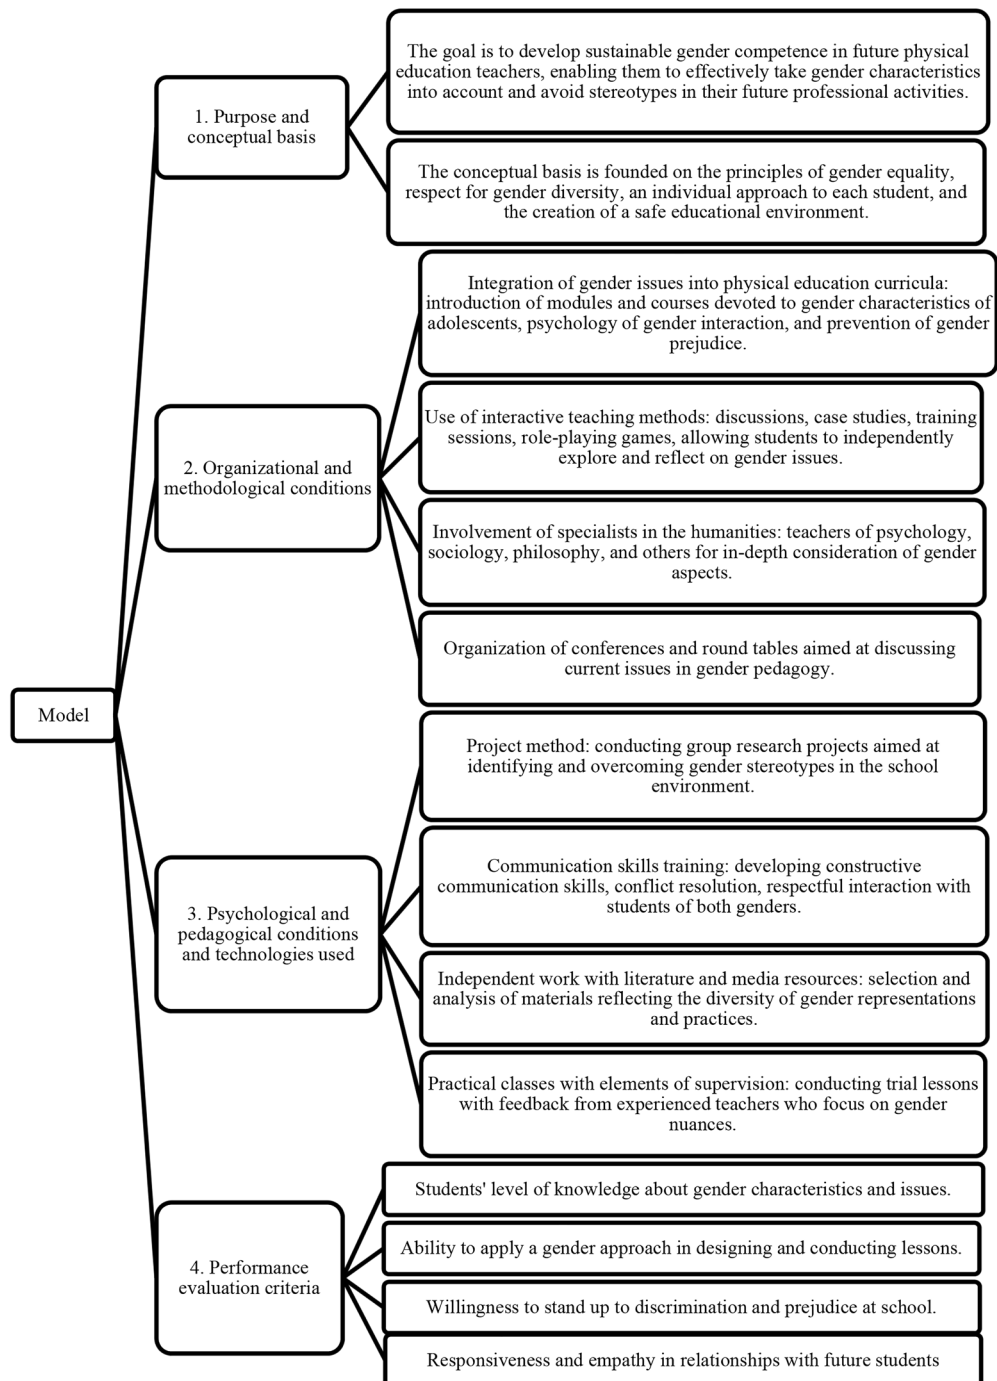 Model
1. Purpose and
conceptual basis
The goal is to develop sustainable gender competence in future physical
education teachers, enabling them to effectively take gender characteristics
into account and avoid stereotypes in their future professional activities.
The conceptual basis is founded on the principles of gender equality,
respect for gender diversity, an individual approach to each student, and
the creation of a safe educational environment.
2. Organizational and
methodological conditions
Integration of gender issues into physical education curricula:
introduction of modules and courses devoted to gender characteristics of
adolescents, psychology of gender interaction, and prevention of gender
prejudice.
Use of interactive teaching methods: discussions, case studies, training
sessions, role-playing games, allowing students to independently
explore and reflect on gender issues.
Involvement of specialists in the humanities: teachers of psychology,
sociology, philosophy, and others for in-depth consideration of gender
aspects.
Organization of conferences and round tables aimed at discussing
current issues in gender pedagogy.
3. Psychological and
pedagogical conditions
and technologies used
Project method: conducting group research projects aimed at
identifying and overcoming gender stereotypes in the school
environment.
Communication skills training: developing constructive
communication skills, conflict resolution, respectful interaction with
students of both genders.
Independent work with literature and media resources: selection and
analysis of materials reflecting the diversity of gender representations
and practices.
Practical classes with elements of supervision: conducting trial lessons
with feedback from experienced teachers who focus on gender
nuances.
4. Performance
evaluation criteria
Students' level of knowledge about gender characteristics and issues.
Ability to apply a gender approach in designing and conducting lessons.
Willingness to stand up to discrimination and prejudice at school.
Responsiveness and empathy in relationships with future students